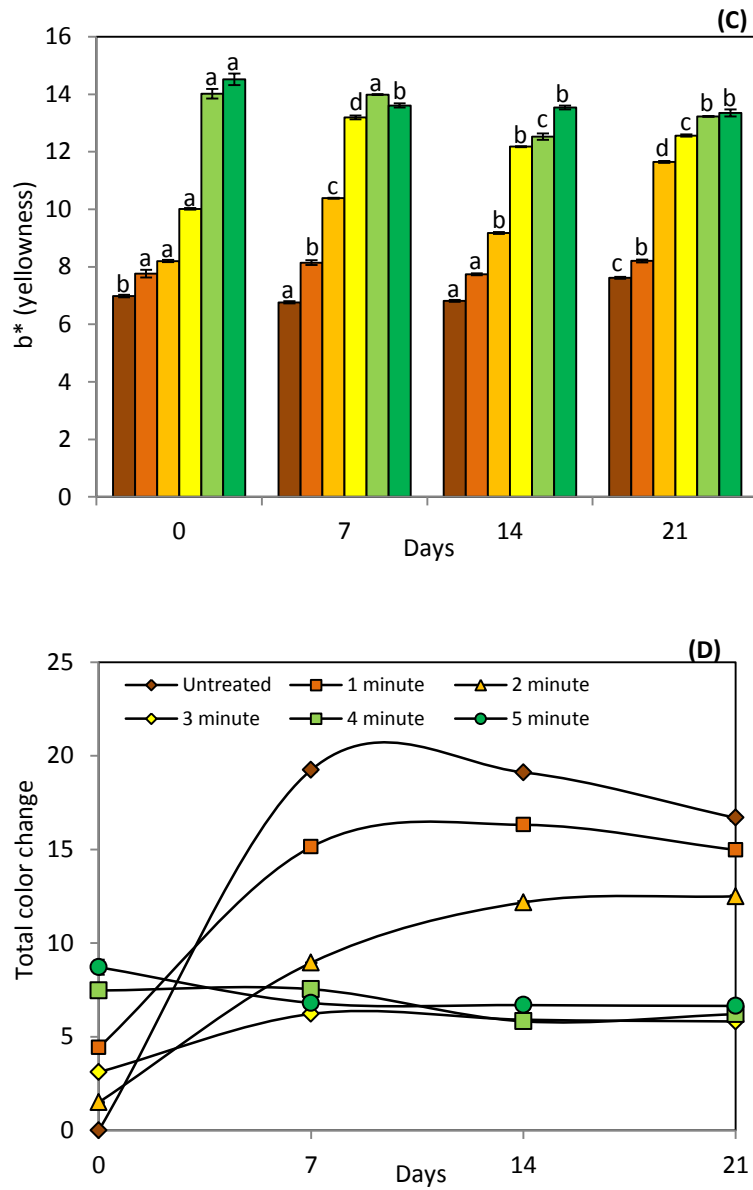 (C)
16
14
12
10
8
6
4
2
0
b* (yellowness)
b a a a a a
a b c d a b
a a b b c b
c b d c b b
0 7 14 21
Days
(D)
25
20
15
10
5
0
Total color change
Untreated 1 minute 2 minute
3 minute 4 minute 5 minute
0 7 14 21
Days